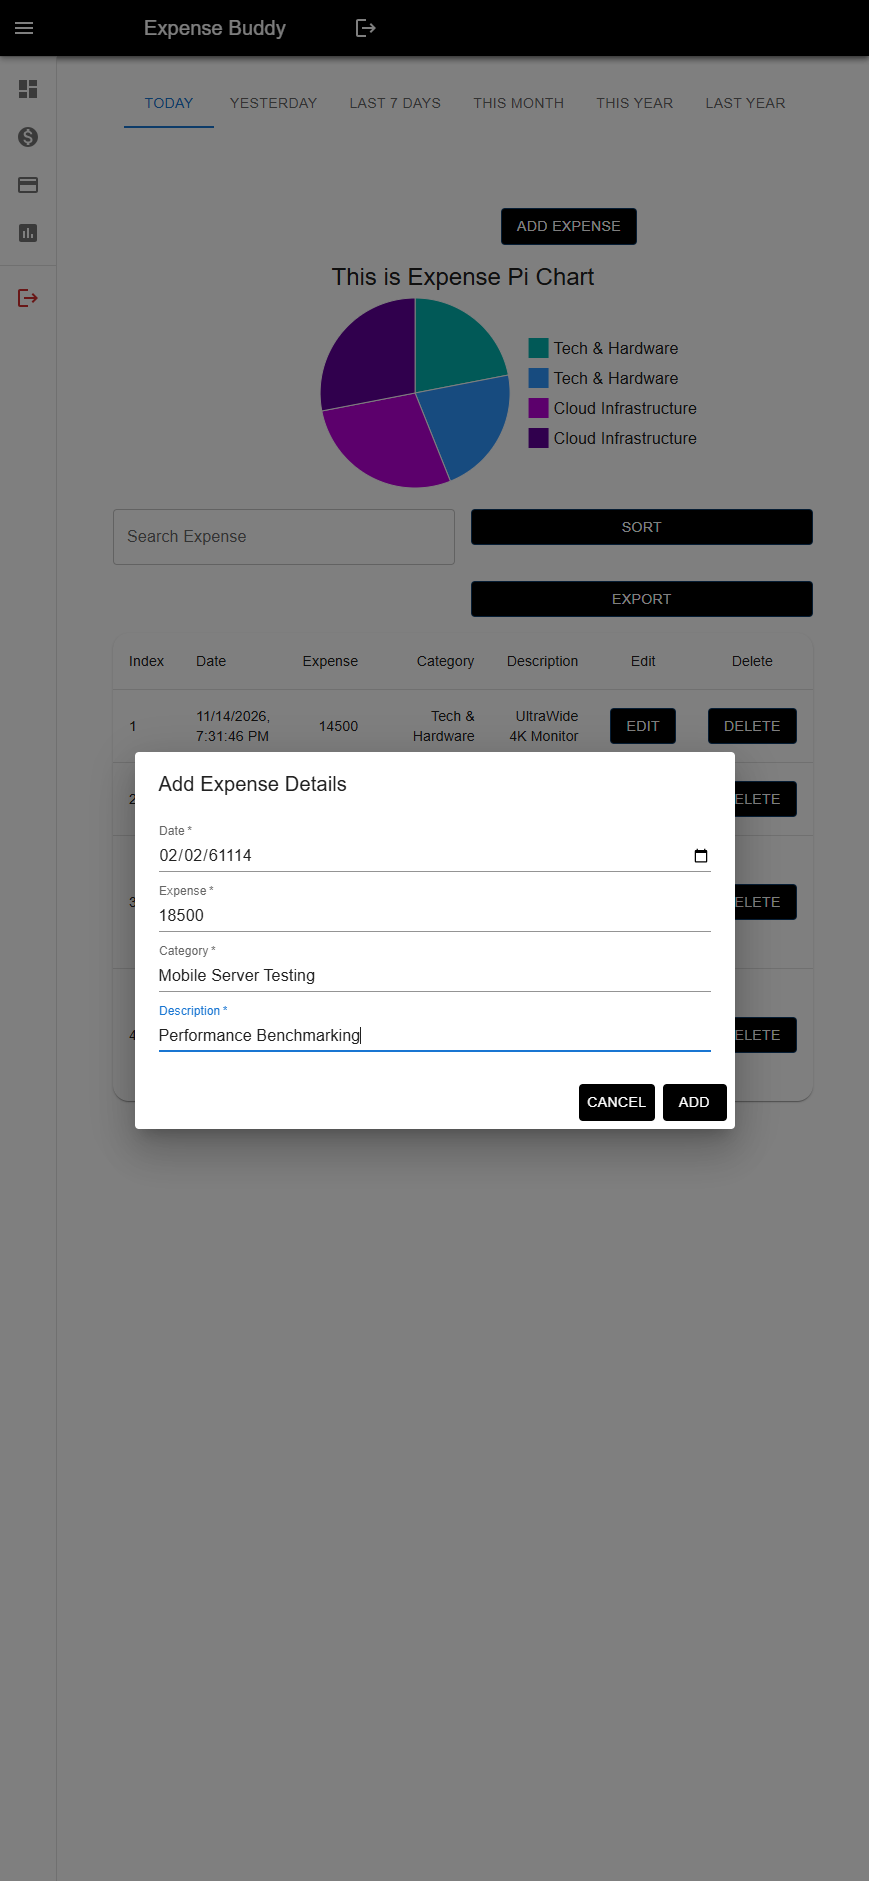 Expense Buddy
TODAY YESTERDAY LAST 7 DAYS THIS MONTH THIS YEAR LAST YEAR
ADD EXPENSE
This is Expense Pi Chart
Tech & Hardware
Tech & Hardware
Cloud Infrastructure
Cloud Infrastructure
Search Expense
SORT
EXPORT
Index Date Expense Category Description Edit Delete
1 11/14/2026, 7:31:46 PM 14500 Tech & Hardware UltraWide 4K Monitor EDIT DELETE
2
3
4
Add Expense Details
Date *
02/02/61114
Expense *
18500
Category *
Mobile Server Testing
Description *
Performance Benchmarking
CANCEL ADD